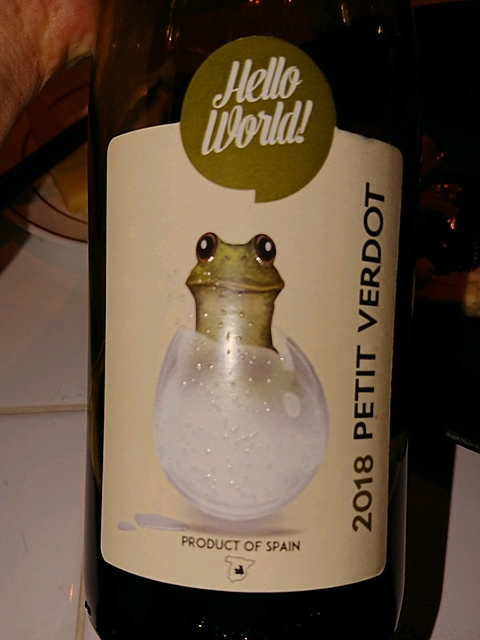 Hello
World!
2018 PETIT VERDOT
PRODUCT OF SPAIN